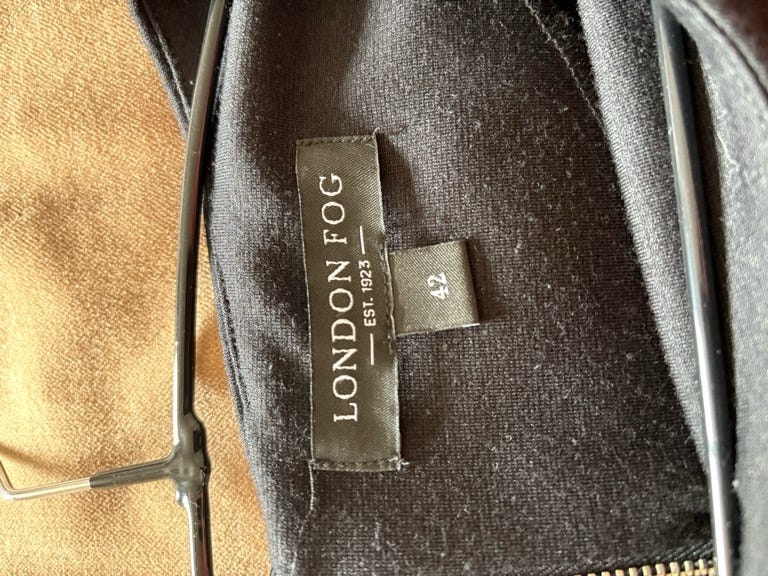 LONDON FOG
EST. 1923
42